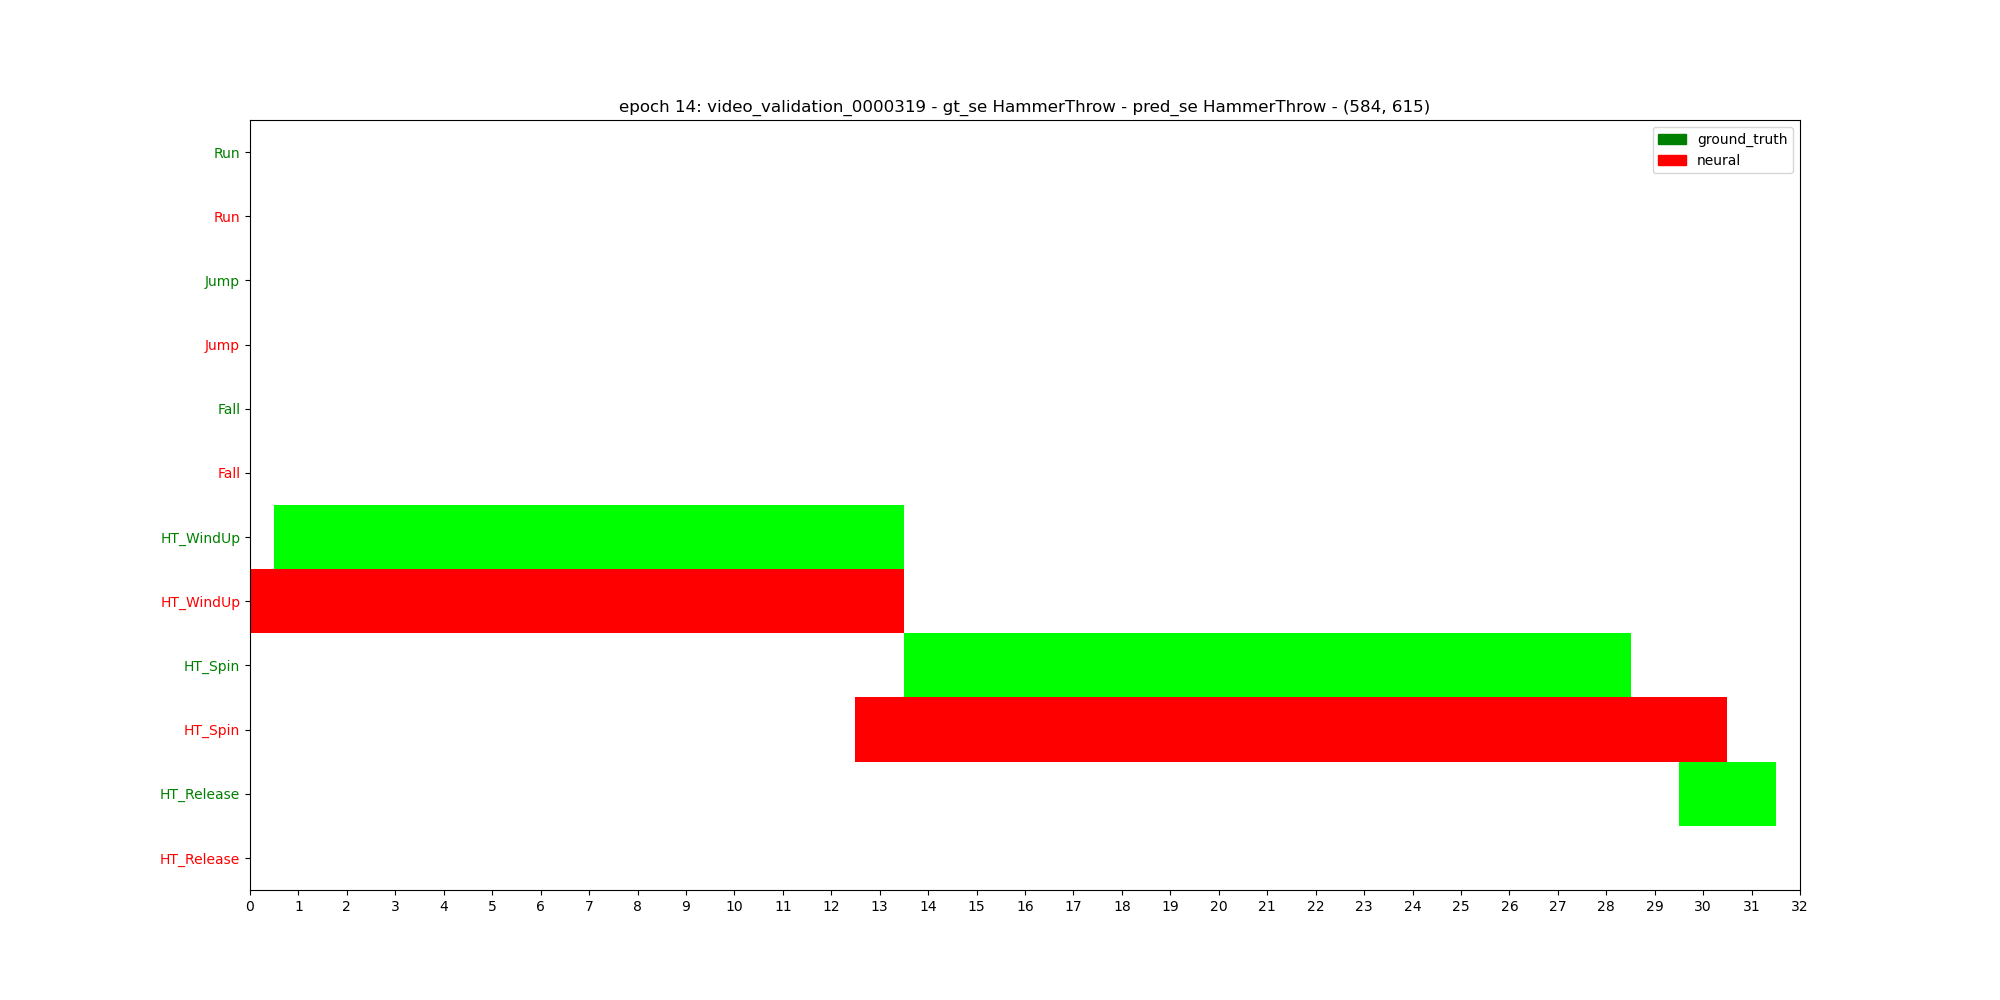 epoch 14: video_validation_0000319 - gt_se HammerThrow - pred_se HammerThrow - (584, 615)
ground_truth
neural
Run
Run
Jump
Jump
Fall
Fall
HT_WindUp
HT_WindUp
HT_Spin
HT_Spin
HT_Release
HT_Release
0 1 2 3 4 5 6 7 8 9 10 11 12 13 14 15 16 17 18 19 20 21 22 23 24 25 26 27 28 29 30 31 32